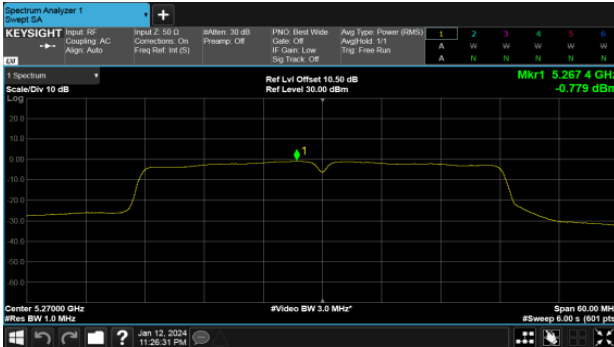 Spectrum Analyzer 1
Swept SA
+
KEYSIGHT
Input: RF
Coupling: AC
Align: Auto
Input Z: 50 Ω
Corrections: On
Freq Ref: Int (S)
#Atten: 30 dB
Preamp: Off
PNO: Best Wide
Gate: Off
IF Gain: Low
Sig Track: Off
Avg Type: Power (RMS)
Avg|Hold: 1/1
Trig: Free Run
1 2 3 4 5 6
A W W W W W
A N N N N N
LXI
1 Spectrum
Scale/Div 10 dB
Log
Ref Lvl Offset 10.50 dB
Ref Level 30.00 dBm
Mkr1 5.267 4 GHz
-0.779 dBm
20.0
10.0
0.00
-10.0
-20.0
-30.0
-40.0
-50.0
-60.0
1
Center 5.27000 GHz
#Res BW 1.0 MHz
#Video BW 3.0 MHz*
Span 60.00 MH
#Sweep 6.00 s (601 pts
?
Jan 12, 2024
11:26:31 PM